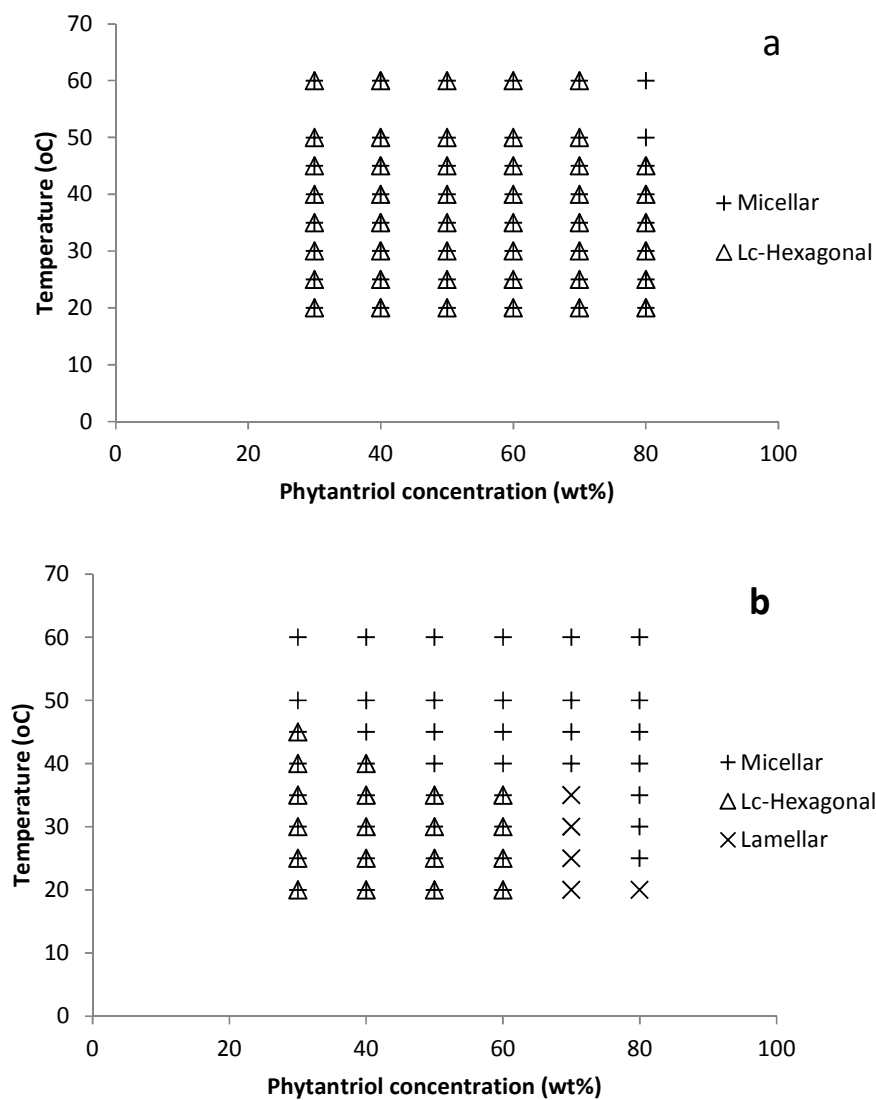 a
70
60
50
40
30
20
10
0
Temperature (oC)
0 20 40 60 80 100
Phytantriol concentration (wt%)
Micellar
Lc-Hexagonal
b
70
60
50
40
30
20
10
0
Temperature (oC)
0 20 40 60 80 100
Phytantriol concentration (wt%)
Micellar
Lc-Hexagonal
Lamellar